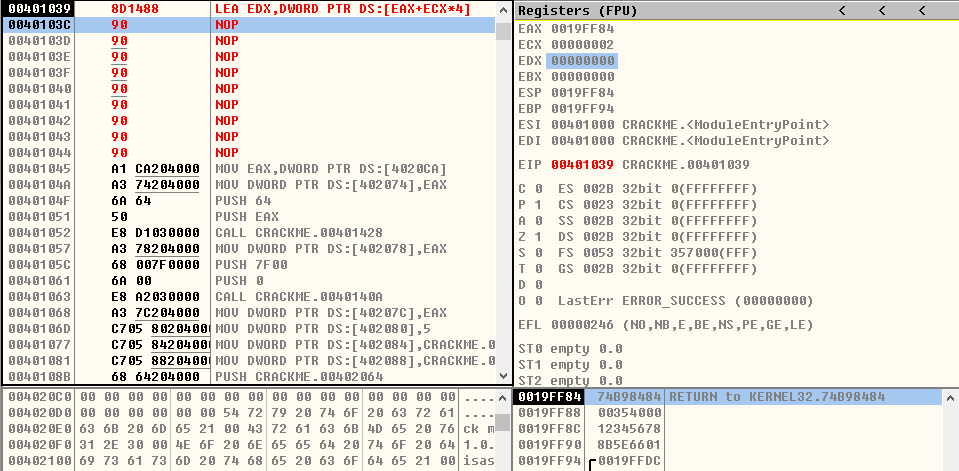 00401039 8D1488 LEA EDX,DWORD PTR DS:[EAX+ECX*4]
0040103C 90 NOP
0040103D 90 NOP
0040103E 90 NOP
0040103F 90 NOP
00401040 90 NOP
00401041 90 NOP
00401042 90 NOP
00401043 90 NOP
00401044 90 NOP
00401045 A1 CA204000 MOV EAX,DWORD PTR DS:[4020CA]
0040104A A3 74204000 MOV DWORD PTR DS:[402074],EAX
0040104F 6A 64 PUSH 64
00401051 50 PUSH EAX
00401052 E8 D1030000 CALL CRACKME.00401428
00401057 A3 78204000 MOV DWORD PTR DS:[402078],EAX
0040105C 68 007F0000 PUSH 7F00
00401061 6A 00 PUSH 0
00401063 E8 A2030000 CALL CRACKME.0040140A
00401068 A3 7C204000 MOV DWORD PTR DS:[40207C],EAX
0040106D C705 80204000 MOV DWORD PTR DS:[402080],5
00401077 C705 84204000 MOV DWORD PTR DS:[402084],CRACKME.0
00401081 C705 88204000 MOV DWORD PTR DS:[402088],CRACKME.0
0040108B 68 64204000 PUSH CRACKME.00402064
Registers (FPU) < < <
EAX 0019FF84
ECX 00000002
EDX 00000000
EBX 00000000
ESP 0019FF84
EBP 0019FF94
ESI 00401000 CRACKME.<ModuleEntryPoint>
EDI 00401000 CRACKME.<ModuleEntryPoint>
EIP 00401039 CRACKME.00401039
C 0 ES 002B 32bit 0(FFFFFFFF)
P 1 CS 0023 32bit 0(FFFFFFFF)
A 0 SS 002B 32bit 0(FFFFFFFF)
Z 1 DS 002B 32bit 0(FFFFFFFF)
S 0 FS 0053 32bit 357000(FFF)
T 0 GS 002B 32bit 0(FFFFFFFF)
D 0
O 0 LastErr ERROR_SUCCESS (00000000)
EFL 00000246 (NO,NB,E,BE,NS,PE,GE,LE)
ST0 empty 0.0
ST1 empty 0.0
ST2 empty 0.0
004020C0 00 00 00 00 00 00 00 00 00 00 00 00 ....
004020D0 00 00 00 00 00 54 72 79 20 74 6F 20 63 72 61
004020E0 63 6B 20 6D 65 21 00 43 72 61 63 6B 4D 65 20 76 ck m
004020F0 31 2E 30 00 4E 6F 20 6E 65 65 64 20 74 6F 20 64 1.0.
00402100 69 73 61 73 6D 20 74 68 65 20 63 6F 64 65 21 00 isas
0019FF84 74B98484 RETURN to KERNEL32.74B98484
0019FF88 00354000
0019FF8C 12345678
0019FF90 8B5E6601
0019FF94 0019FFDC